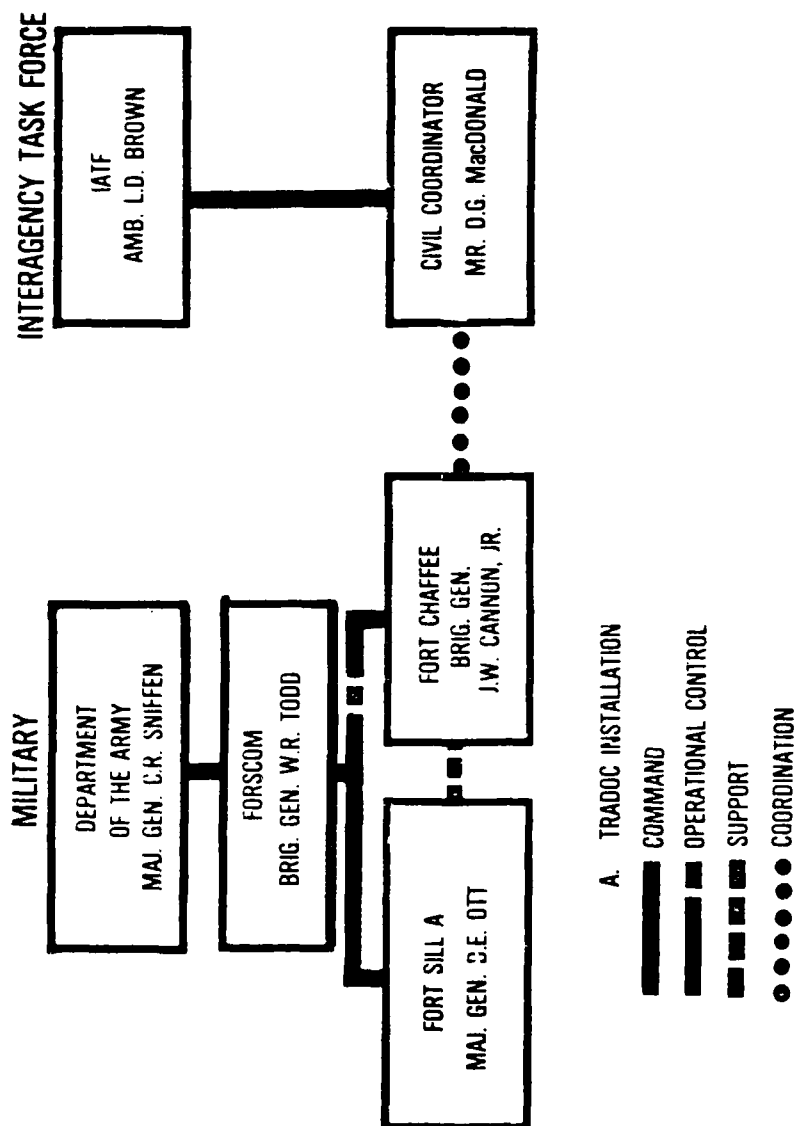 MILITARY
DEPARTMENT
OF THE ARMY
MAJ. GEN. C.R. SNIFFEN
FORSCOM
BRIG. GEN. W.R. TODD
FORT SILL A
MAJ. GEN. D.E. OTT
FORT CHAFFEE
BRIG. GEN.
J.W. CANNUN, JR.
INTERAGENCY TASK FORCE
IATF
AMB. L.D. BROWN
CIVIL COORDINATOR
MR. D.G. MacDONALD
A. TRADOC INSTALLATION
COMMAND
OPERATIONAL CONTROL
SUPPORT
COORDINATION